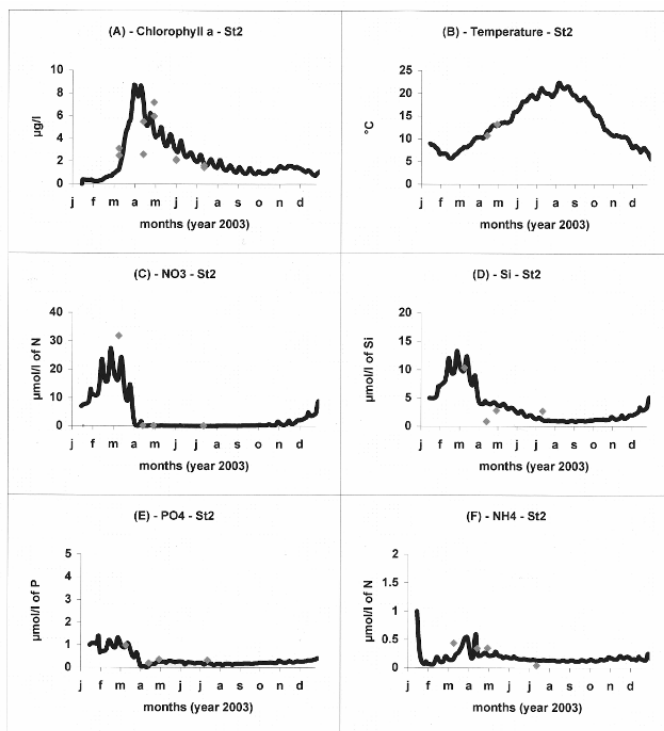 (A) - Chlorophyll a - St2
µg/l
10
8
6
4
2
0
j f m a m j j a s o n d
months (year 2003)
(B) - Temperature - St2
°C
25
20
15
10
5
0
j f m a m j j a s o n d
months (year 2003)
(C) - NO3 - St2
µmol/l of N
40
30
20
10
0
j f m a m j j a s o n d
months (year 2003)
(D) - Si - St2
µmol/l of Si
20
15
10
5
0
j f m a m j j a s o n d
months (year 2003)
(E) - PO4 - St2
µmol/l of P
5
4
3
2
1
0
j f m a m j j a s o n d
months (year 2003)
(F) - NH4 - St2
µmol/l of N
2
1.5
1
0.5
0
j f m a m j j a s o n d
months (year 2003)